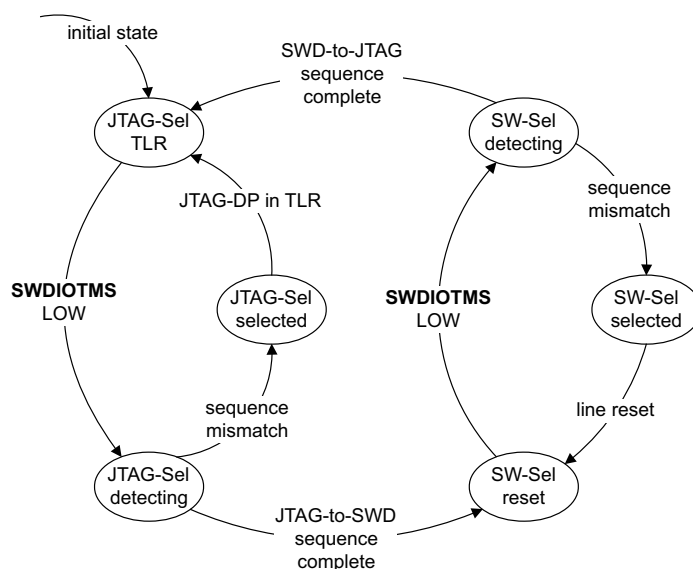 initial state
SWD-to-JTAG
sequence
complete
JTAG-Sel
TLR
SW-Sel
detecting
JTAG-DP in TLR
sequence
mismatch
SWDIOTMS
LOW
JTAG-Sel
selected
SWDIOTMS
LOW
SW-Sel
selected
sequence
mismatch
line reset
JTAG-Sel
detecting
JTAG-to-SWD
sequence
complete
SW-Sel
reset